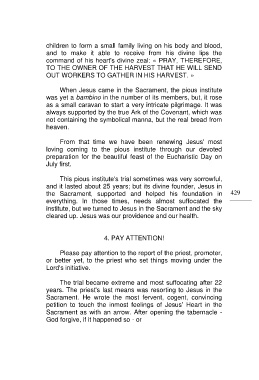 children to form a small family living on his body and blood,
and to make it able to receive from his divine lips the
command of his heart's divine zeal: « PRAY, THEREFORE,
TO THE OWNER OF THE HARVEST THAT HE WILL SEND
OUT WORKERS TO GATHER IN HIS HARVEST. »
When Jesus came in the Sacrament, the pious institute
was yet a bambino in the number of its members, but, it rose
as a small caravan to start a very intricate pilgrimage. It was
always supported by the true Ark of the Covenant, which was
not containing the symbolical manna, but the real bread from
heaven.
From that time we have been renewing Jesus' most
loving coming to the pious institute through our devoted
preparation for the beautiful feast of the Eucharistic Day on
July first.
This pious institute's trial sometimes was very sorrowful,
and it lasted about 25 years; but its divine founder, Jesus in
the Sacrament, supported and helped his foundation in
everything. In those times, needs almost suffocated the
institute, but we turned to Jesus in the Sacrament and the sky
cleared up. Jesus was our providence and our health.
429
4. PAY ATTENTION!
Please pay attention to the report of the priest, promoter,
or better yet, to the priest who set things moving under the
Lord's initiative.
The trial became extreme and most suffocating after 22
years. The priest's last means was resorting to Jesus in the
Sacrament. He wrote the most fervent, cogent, convincing
petition to touch the inmost feelings of Jesus' Heart in the
Sacrament as with an arrow. After opening the tabernacle -
God forgive, if it happened so - or